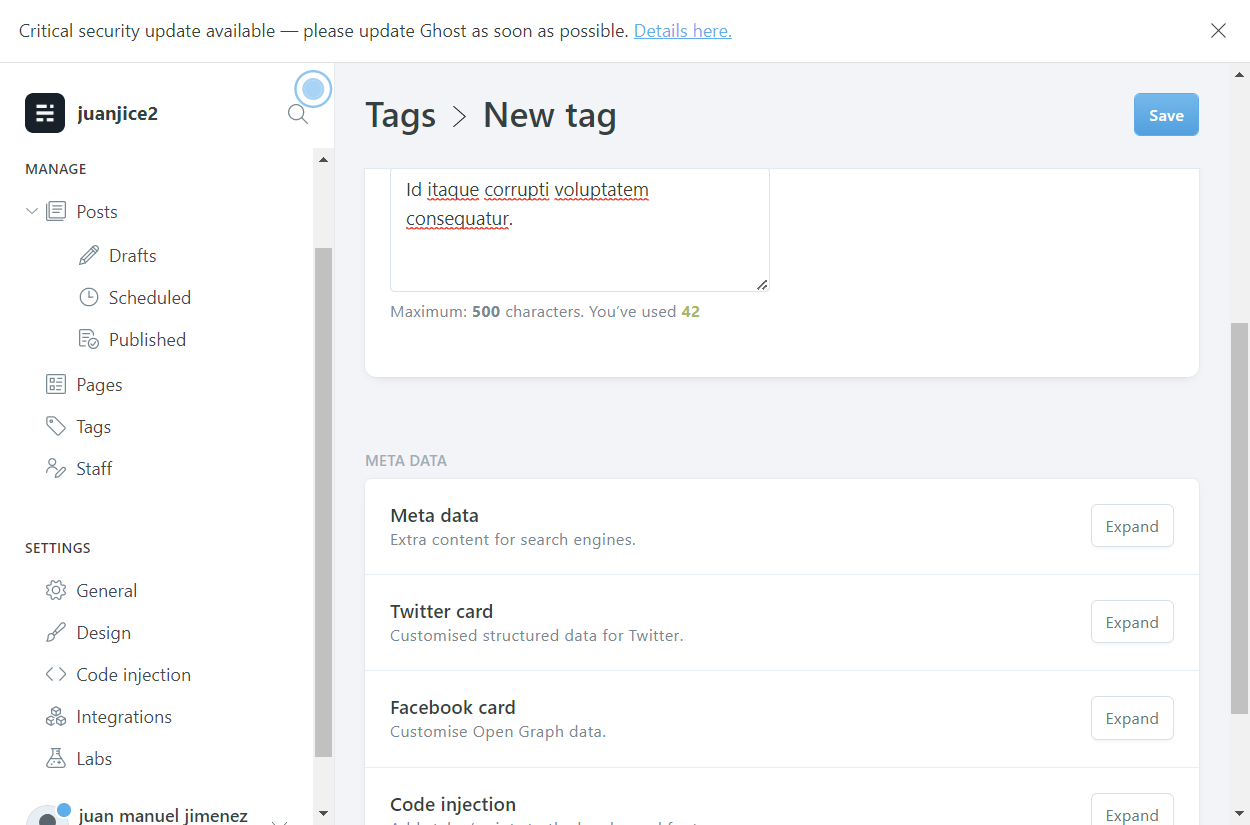 Critical security update available — please update Ghost as soon as possible. Details here.
juanjice2
MANAGE
Posts
Drafts
Scheduled
Published
Pages
Tags
Staff
SETTINGS
General
Design
Code injection
Integrations
Labs
juan manuel jimenez
Tags > New tag
Save
Id itaque corrupti voluptatem
consequatur.
Maximum: 500 characters. You’ve used 42
META DATA
Meta data
Extra content for search engines.
Expand
Twitter card
Customised structured data for Twitter.
Expand
Facebook card
Customise Open Graph data.
Expand
Code injection
Expand